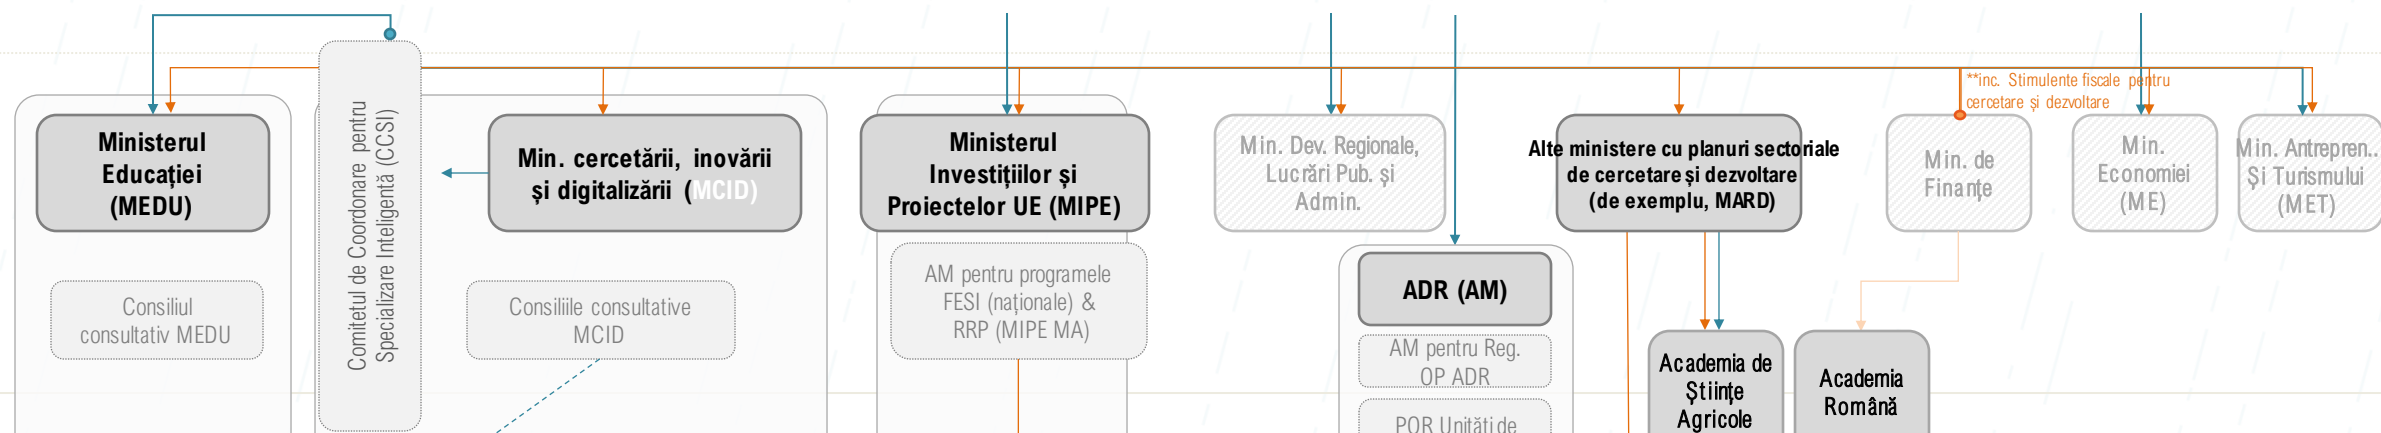 **inc. Stimulente fiscale pentru
cercetare și dezvoltare
Comitetul de Coordonare pentru
Specializare Inteligentă (CCSI)
Ministerul
Educației
(MEDU)
Consiliul
consultativ MEDU
Min. cercetării, inovării
și digitalizării (MCID)
Consiliile consultative
MCID
Ministerul
Investițiilor și
Proiectelor UE (MIPE)
AM pentru programele
FESI (naționale) &
RRP (MIPE MA)
Min. Dev. Regionale,
Lucrări Pub. și
Admin.
ADR (AM)
AM pentru Reg.
OP ADR
POR Unități de
Alte ministere cu planuri sectoriale
de cercetare și dezvoltare
(de exemplu, MARD)
Academia de
Științe
Agricole
Min. de
Finanțe
Academia
Română
Min.
Economiei
(ME)
Min. Antrepren..
Și Turismului
(MET)